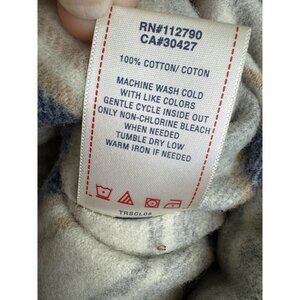 RN#112790
CA#30427
100% COTTON/ COTON
MACHINE WASH COLD
WITH LIKE COLORS
GENTLE CYCLE INSIDE OUT
ONLY NON-CHLORINE BLEACH
WHEN NEEDED
TUMBLE DRY LOW
WARM IRON IF NEEDED
TRSCL04